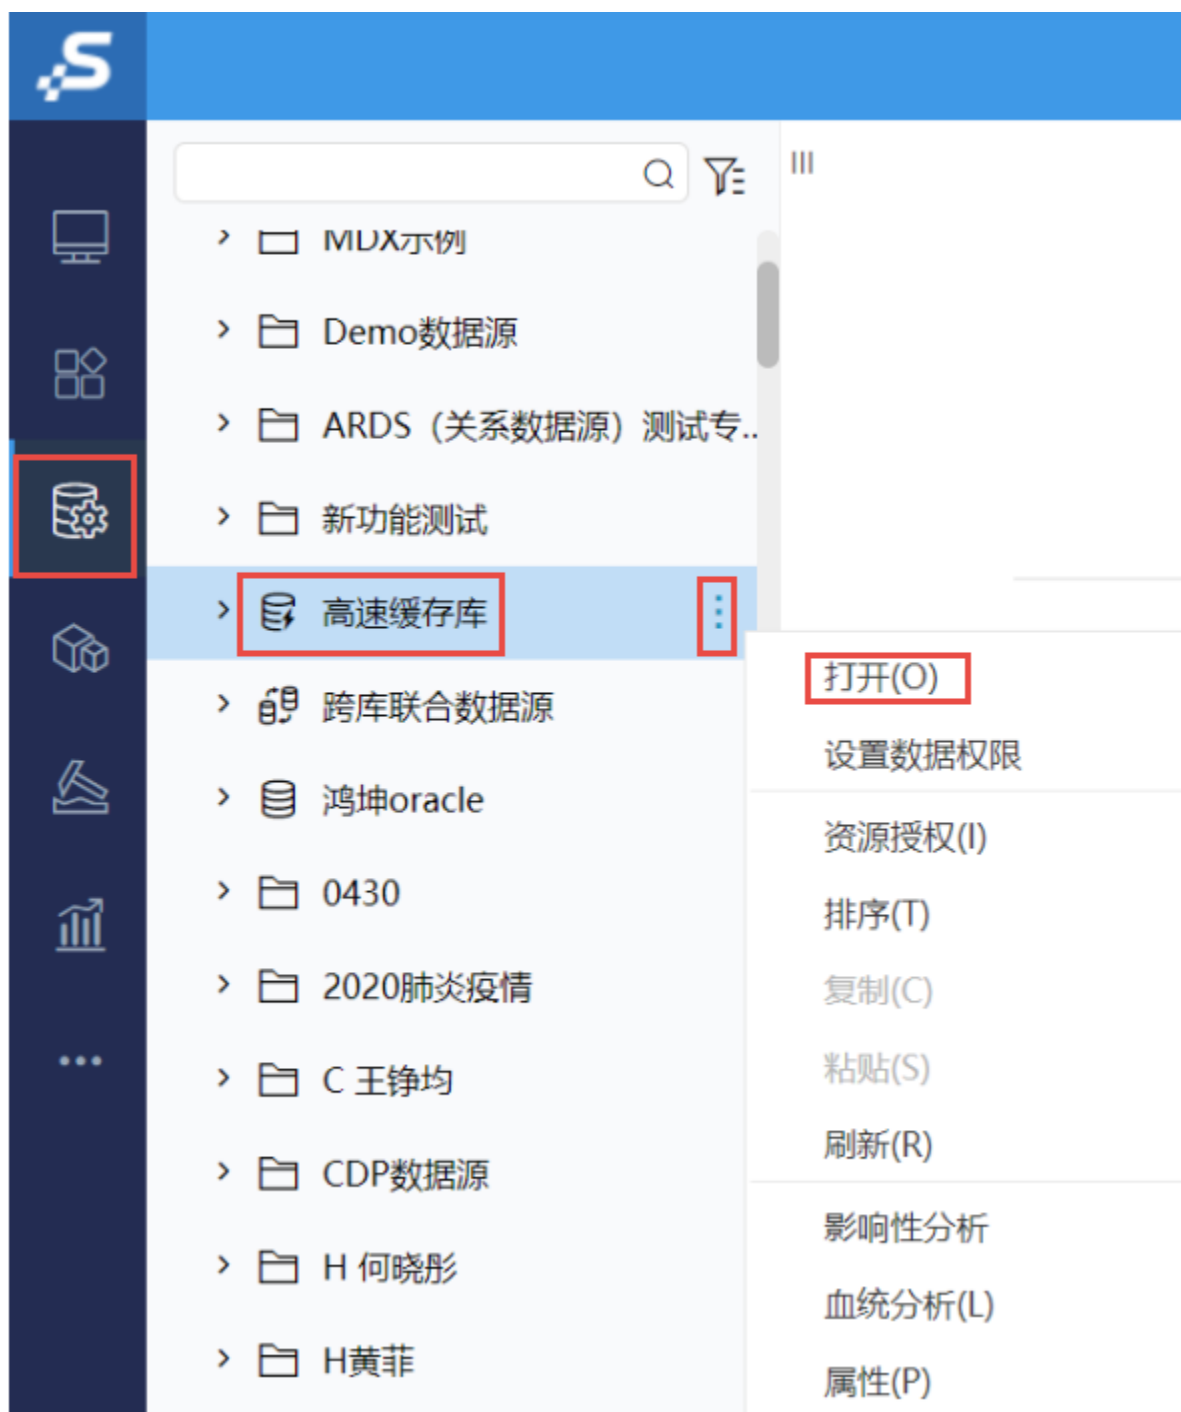 MDX示例
Demo数据源
ARDS（关系数据源）测试专..
新功能测试
高速缓存库
跨库联合数据源
鸿坤oracle
0430
2020肺炎疫情
C 王铮均
CDP数据源
H 何晓彤
H黄菲
打开(O)
设置数据权限
资源授权(I)
排序(T)
复制(C)
粘贴(S)
刷新(R)
影响性分析
血统分析(L)
属性(P)